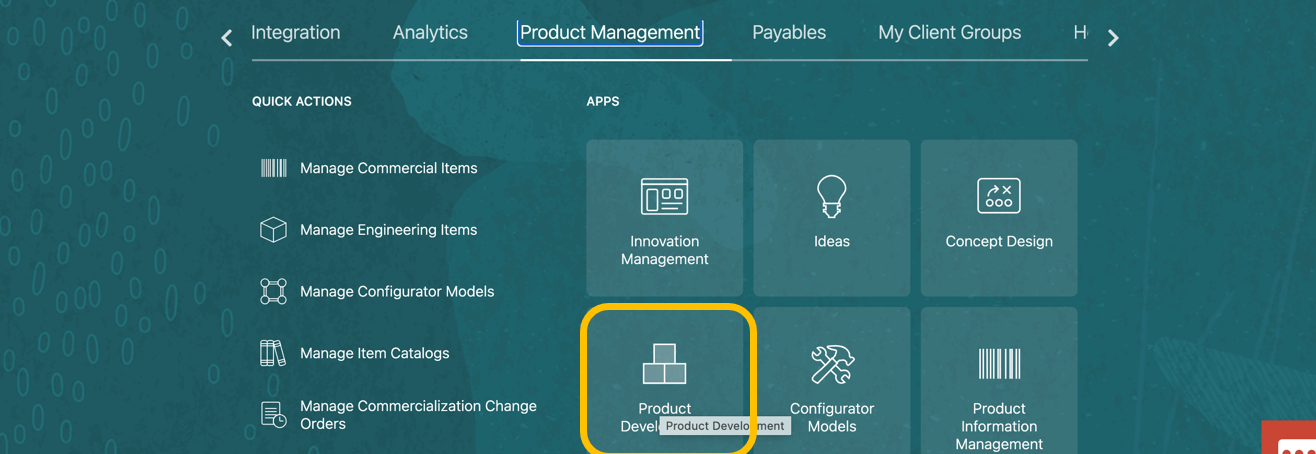 Integration
Analytics
Product Management
Payables
My Client Groups
QUICK ACTIONS
APPS
Manage Commercial Items
Manage Engineering Items
Manage Configurator Models
Manage Item Catalogs
Manage Commercialization Change
Orders
Innovation
Management
Ideas
Concept Design
Product
Product Development
Configurator
Models
Product
Information
Management